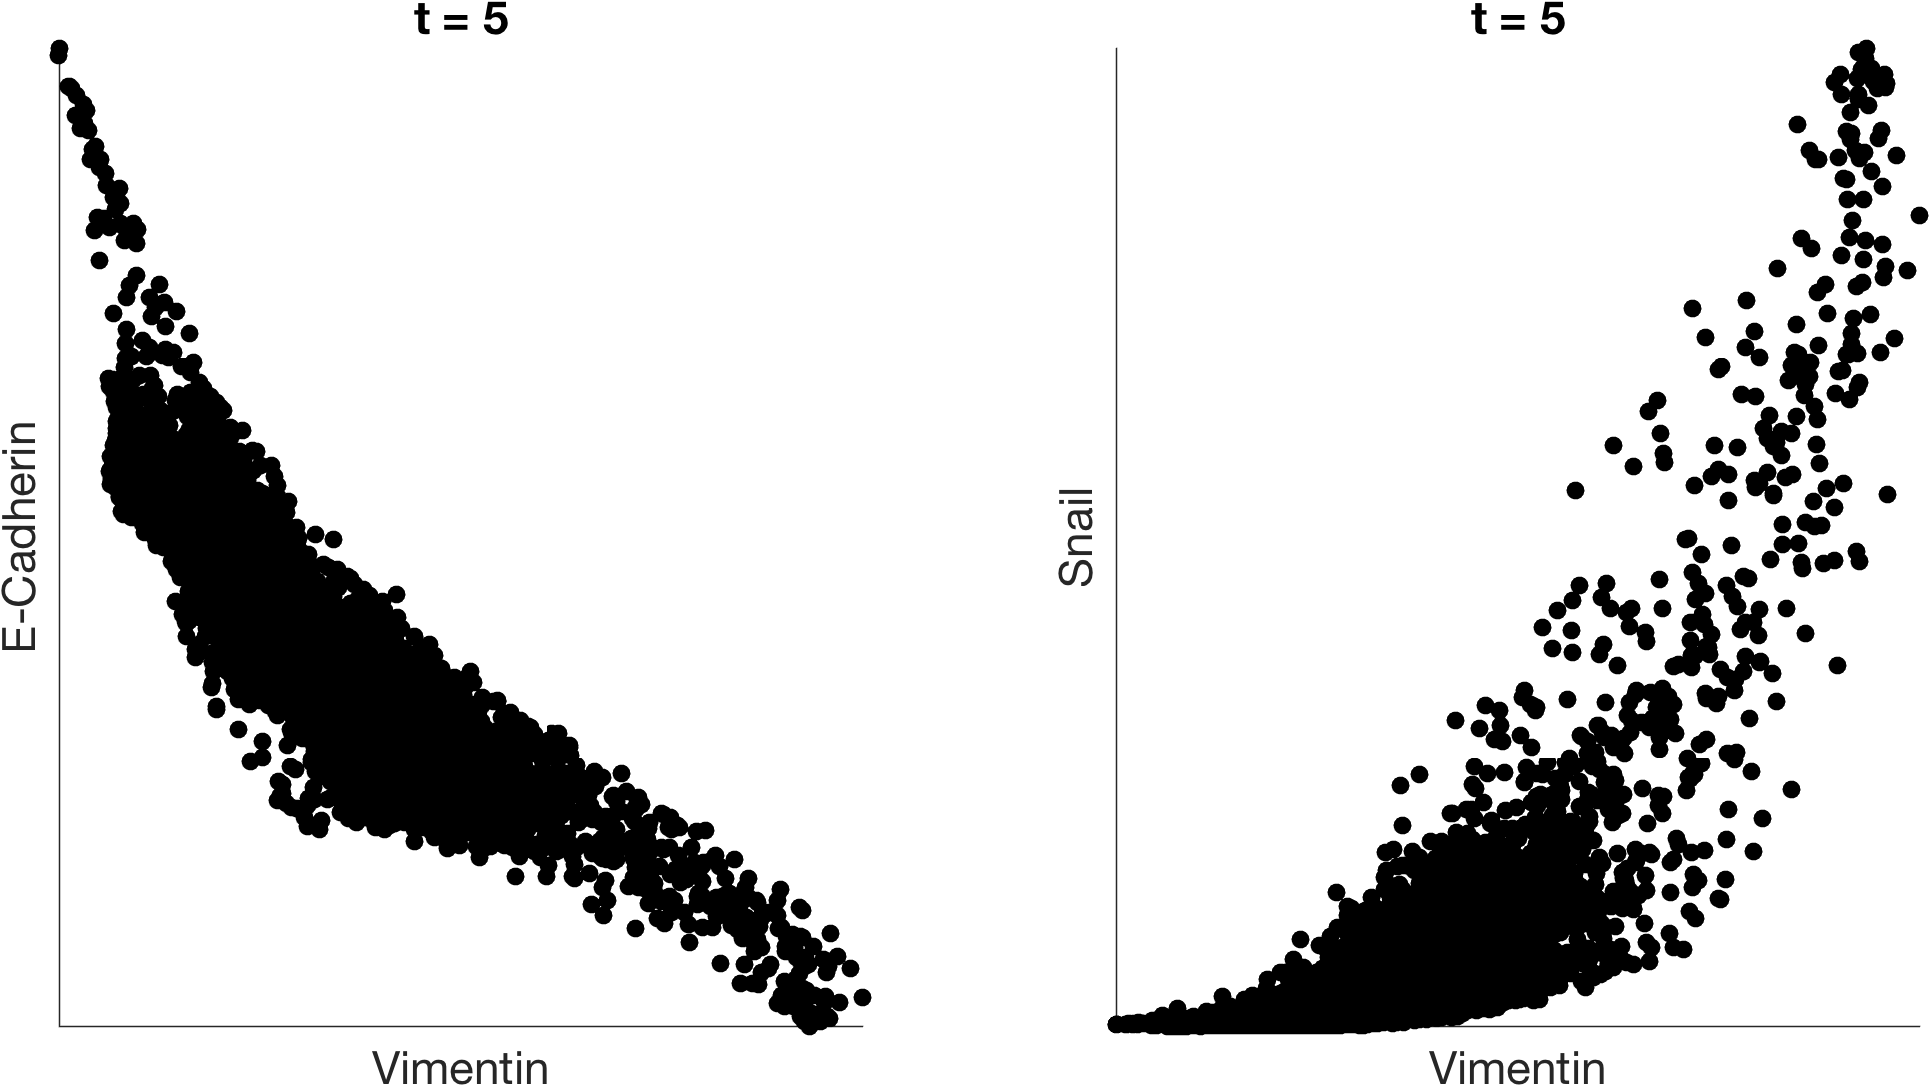 t = 5
E-Cadherin
Vimentin
t = 5
Snail
Vimentin